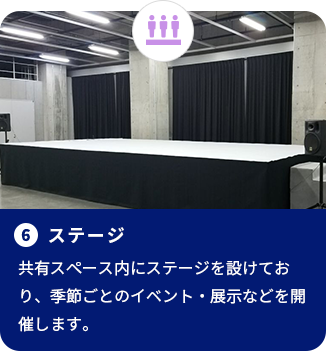 6 ステージ
共有スペース内にステージを設けてお
り、季節ごとのイベント・展示などを開
催します。